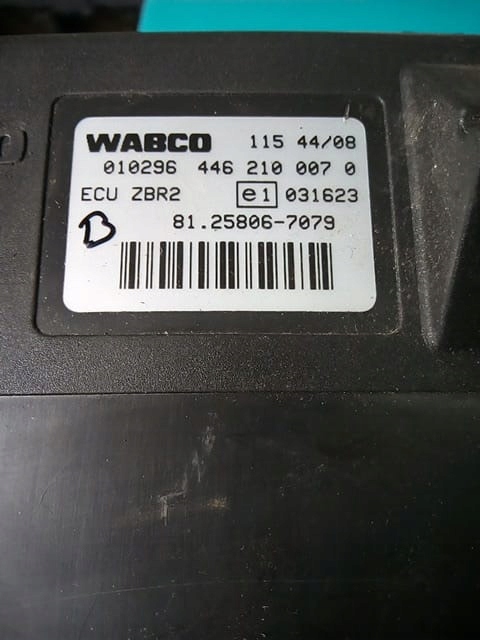 WABCO 115 44/08
010296 446 210 007 0
ECU ZBR2 e1 031623
B 81.25806-7079